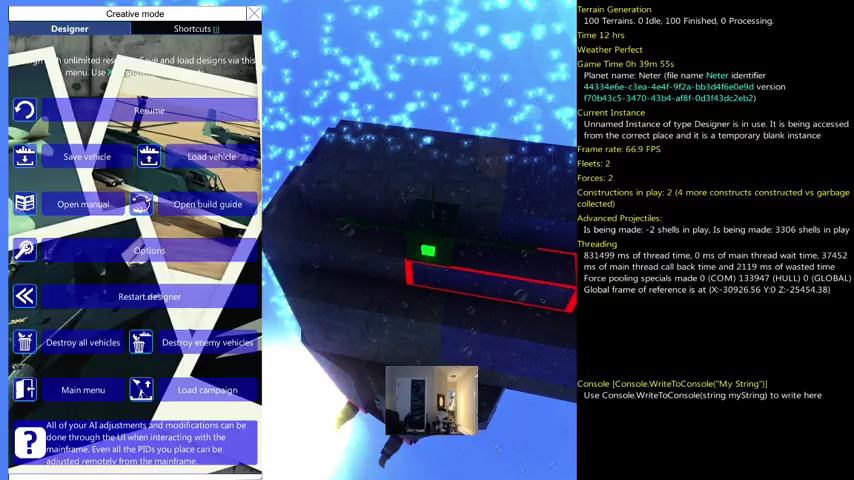 Creative mode
Designer
Shortcuts
unlimited resources. Save and load designs via this
menu. Use
Resume
Save vehicle
Load vehicle
Open manual
Open build guide
Options
Restart designer
Destroy all vehicles
Destroy enemy vehicles
Main menu
Load campaign
All of your AI adjustments and modifications can be
done through the UI when interacting with the
mainframe. Even all the PIDs you place can be
adjusted remotely from the mainframe.
Terrain Generation
100 Terrains. 0 Idle, 100 Finished, 0 Processing.
Time 12 hrs
Weather Perfect
Game Time 0h 39m 55s
Planet name: Neter (file name Neter identifier
44334e6e-c3ea-4e4f-9f2a-bb3d4f6e0e9d version
f70b43c5-3470-43b4-af8f-0d3f43dc2eb2)
Current Instance
Unnamed Instance of type Designer is in use. It is being accessed
from the correct place and it is a temporary blank instance
Frame rate: 66.9 FPS
Fleets: 2
Forces: 2
Constructions in play: 2 (4 more constructs constructed vs garbage
collected)
Advanced Projectiles:
Is being made: -2 shells in play, Is being made: 3306 shells in play
Threading
831499 ms of thread time, 0 ms of main thread wait time, 37452
ms of main thread call back time and 2119 ms of wasted time
Force pooling specials made 0 (COM) 133947 (HULL) 0 (GLOBAL)
Global frame of reference is at (X:-30926.56 Y:0 Z:-25454.38)
Console [Console.WriteToConsole("My String")]
Use Console.WriteToConsole(string myString) to write here